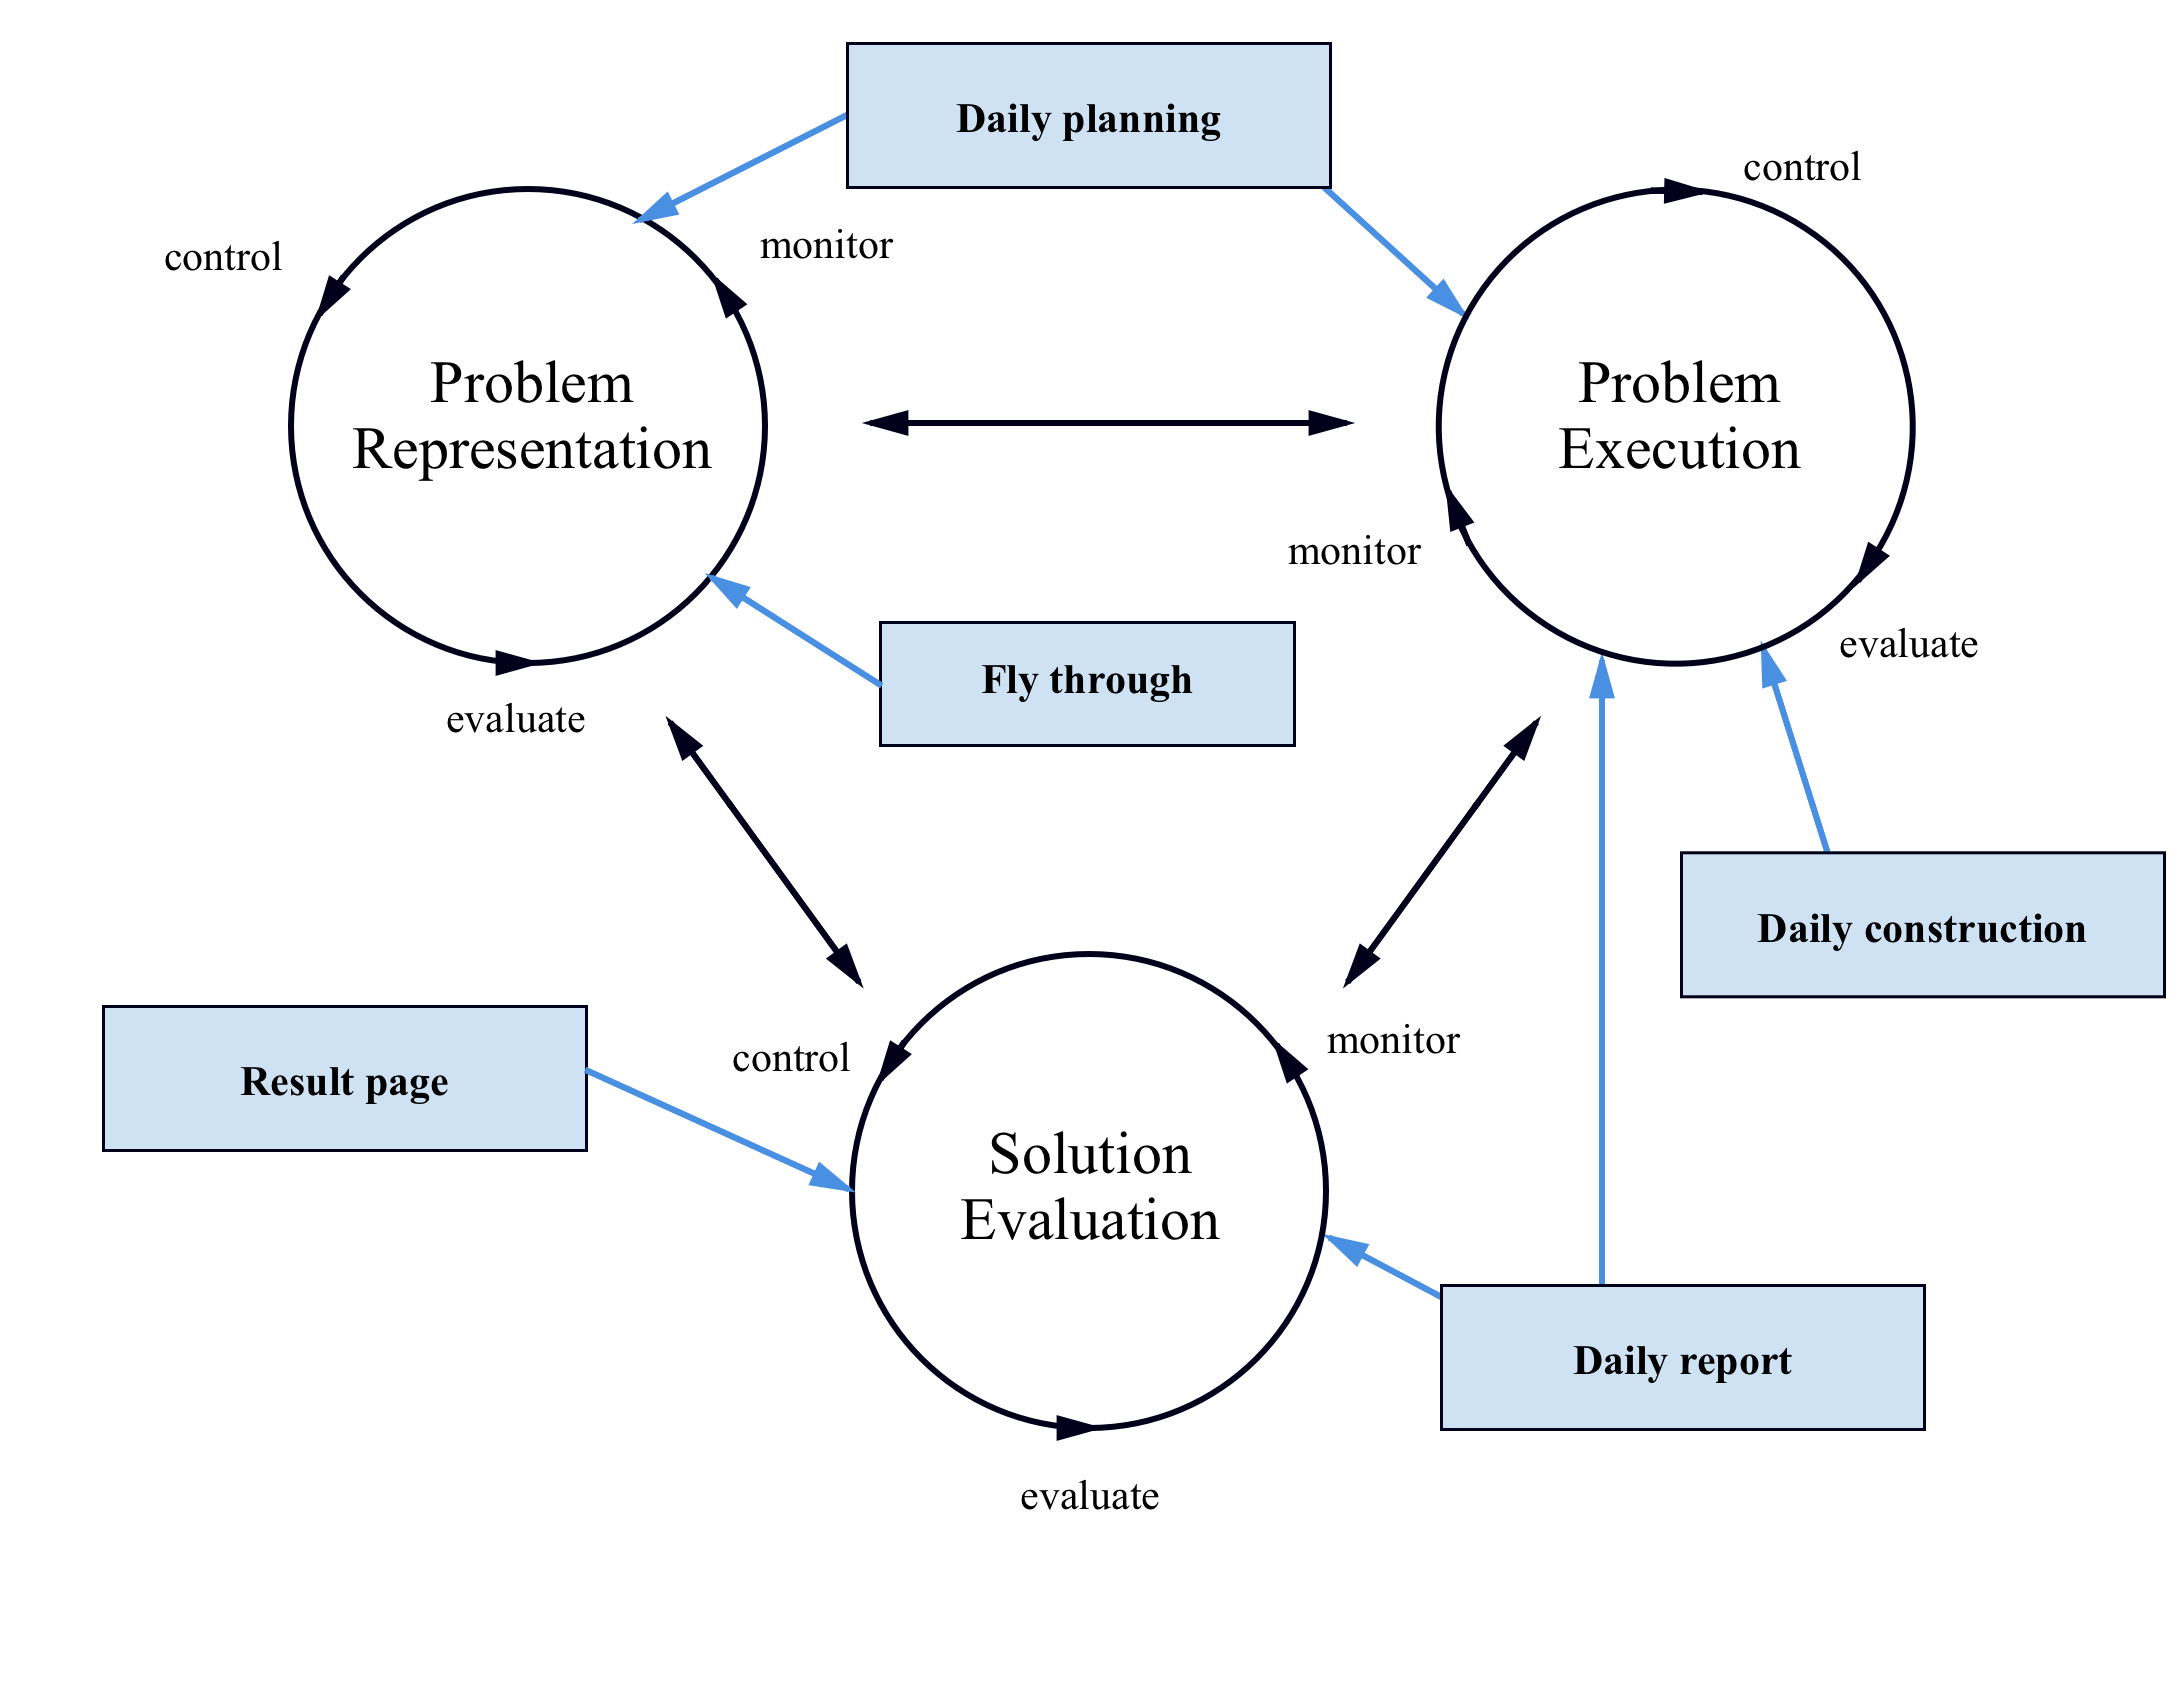 Daily planning
control
control
monitor
Problem
Representation
Problem
Execution
monitor
evaluate
Fly through
evaluate
Daily construction
control
monitor
Result page
Solution
Evaluation
Daily report
evaluate